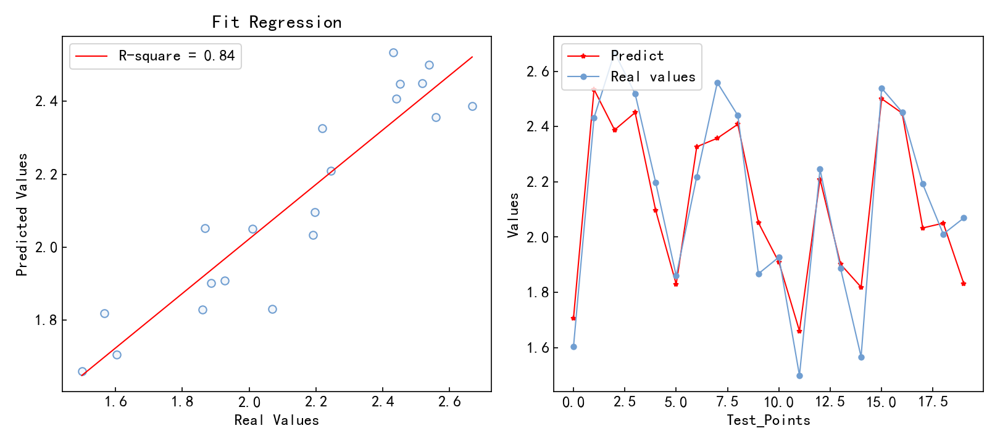 Fit Regression
R-square = 0.84
2.4
2.2
2.0
1.8
Predicted Values
1.6 1.8 2.0 2.2 2.4 2.6
Real Values
Predict
Real values
2.6
2.4
2.2
2.0
1.8
1.6
Values
0.0 2.5 5.0 7.5 10.0 12.5 15.0 17.5
Test_Points